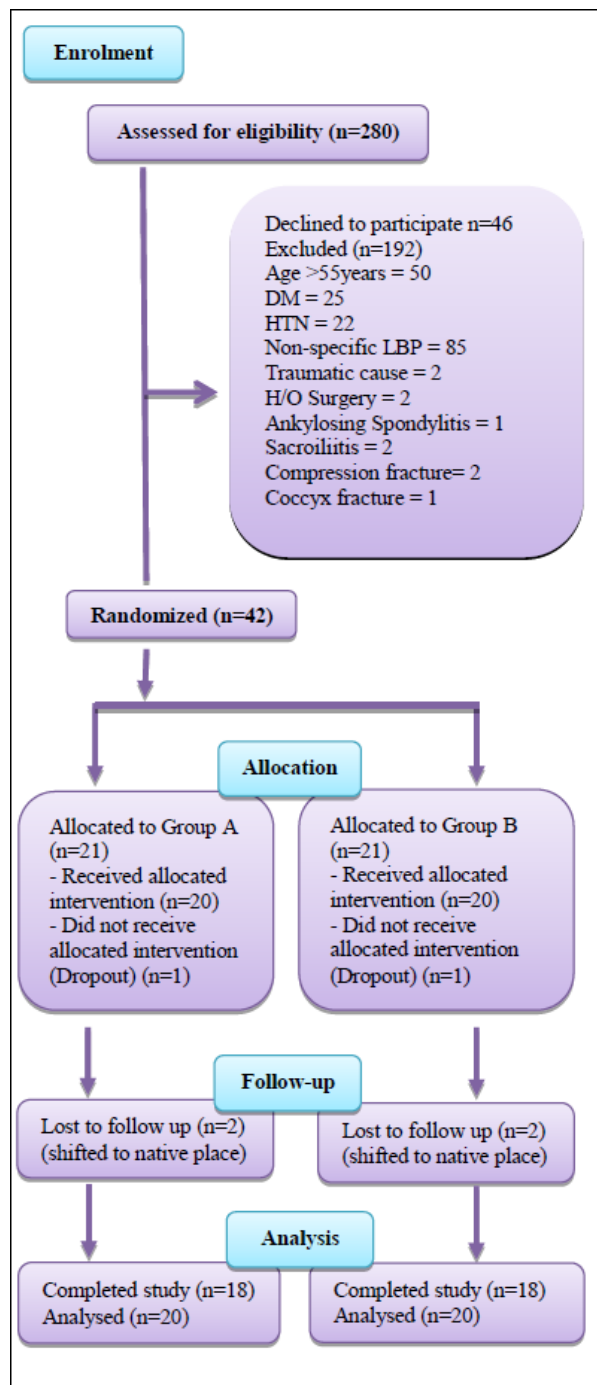 Enrolment
Assessed for eligibility (n=280)
Declined to participate n=46
Excluded (n=192)
Age >55years = 50
DM = 25
HTN = 22
Non-specific LBP = 85
Traumatic cause = 2
H/O Surgery = 2
Ankylosing Spondylitis = 1
Sacroiliitis = 2
Compression fracture= 2
Coccyx fracture = 1
Randomized (n=42)
Allocation
Allocated to Group A
(n=21)
- Received allocated
intervention (n=20)
- Did not receive
allocated intervention
(Dropout) (n=1)
Allocated to Group B
(n=21)
- Received allocated
intervention (n=20)
- Did not receive
allocated intervention
(Dropout) (n=1)
Follow-up
Lost to follow up (n=2)
(shifted to native place)
Lost to follow up (n=2)
(shifted to native place)
Analysis
Completed study (n=18)
Analysed (n=20)
Completed study (n=18)
Analysed (n=20)